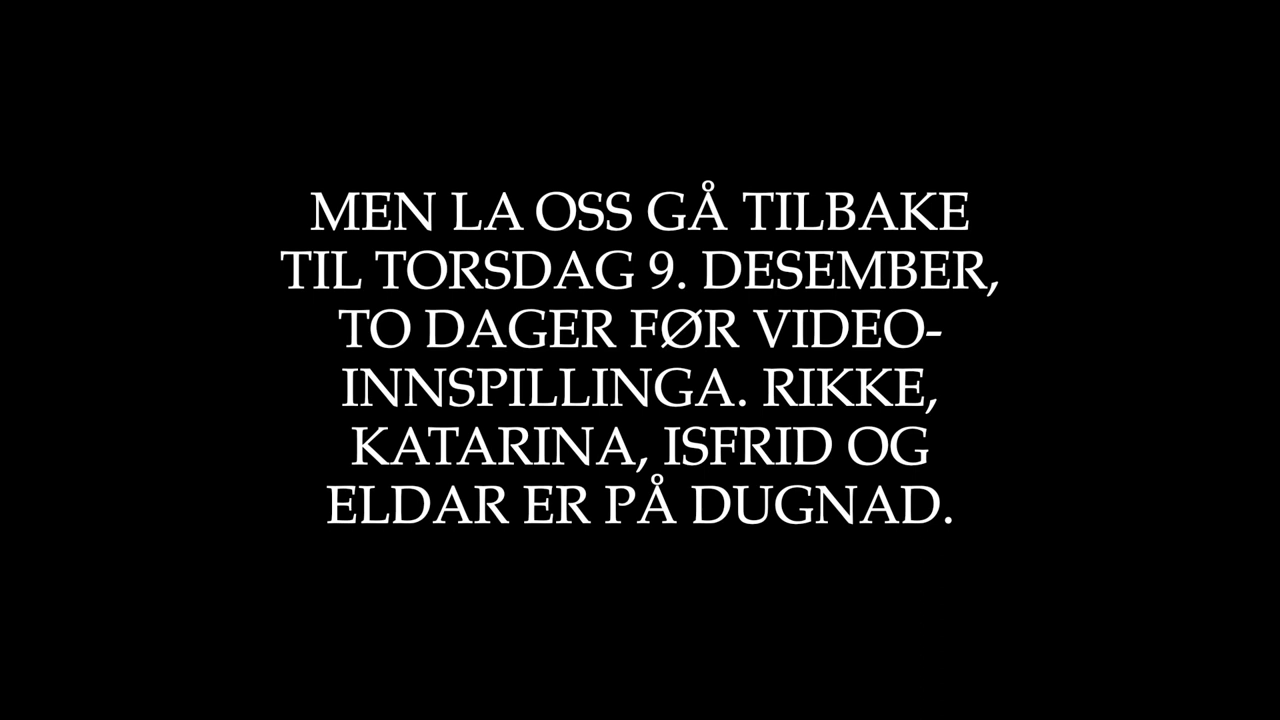 MEN LA OSS GÅ TILBAKE
TIL TORSDAG 9. DESEMBER,
TO DAGER FØR VIDEO-
INNSPILLINGA. RIKKE,
KATARINA, ISFRID OG
ELDAR ER PÅ DUGNAD.